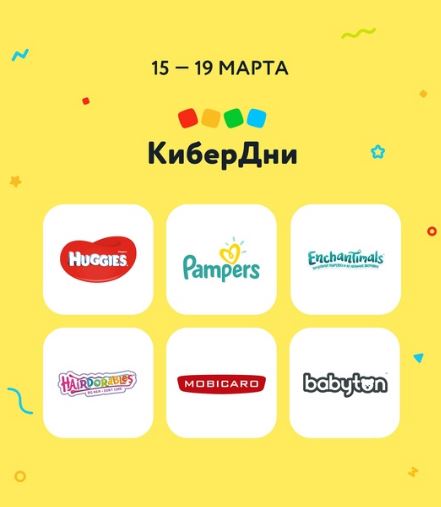 15 – 19 МАРТА
КиберДни
HUGGIES
Pampers
EnchanTimals
HAIRDORABLES
MOBICARO
babyton